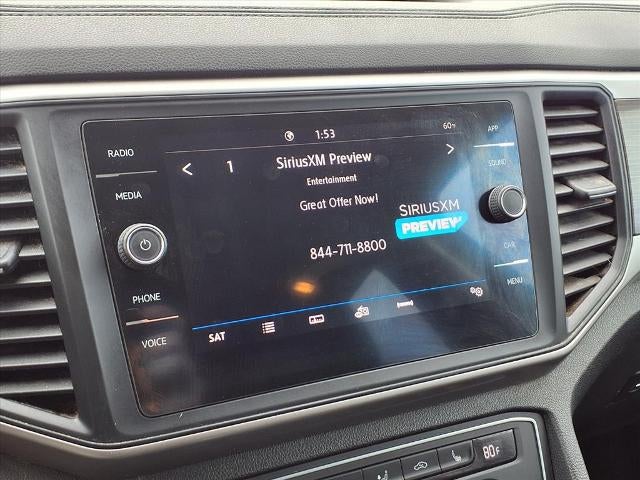 1:53
60°F
RADIO
MEDIA
PHONE
VOICE
1
SiriusXM Preview
Entertainment
Great Offer Now!
844-711-8800
SIRIUSXM
PREVIEW
SAT
APP
SOUND
CAR
MENU
80F